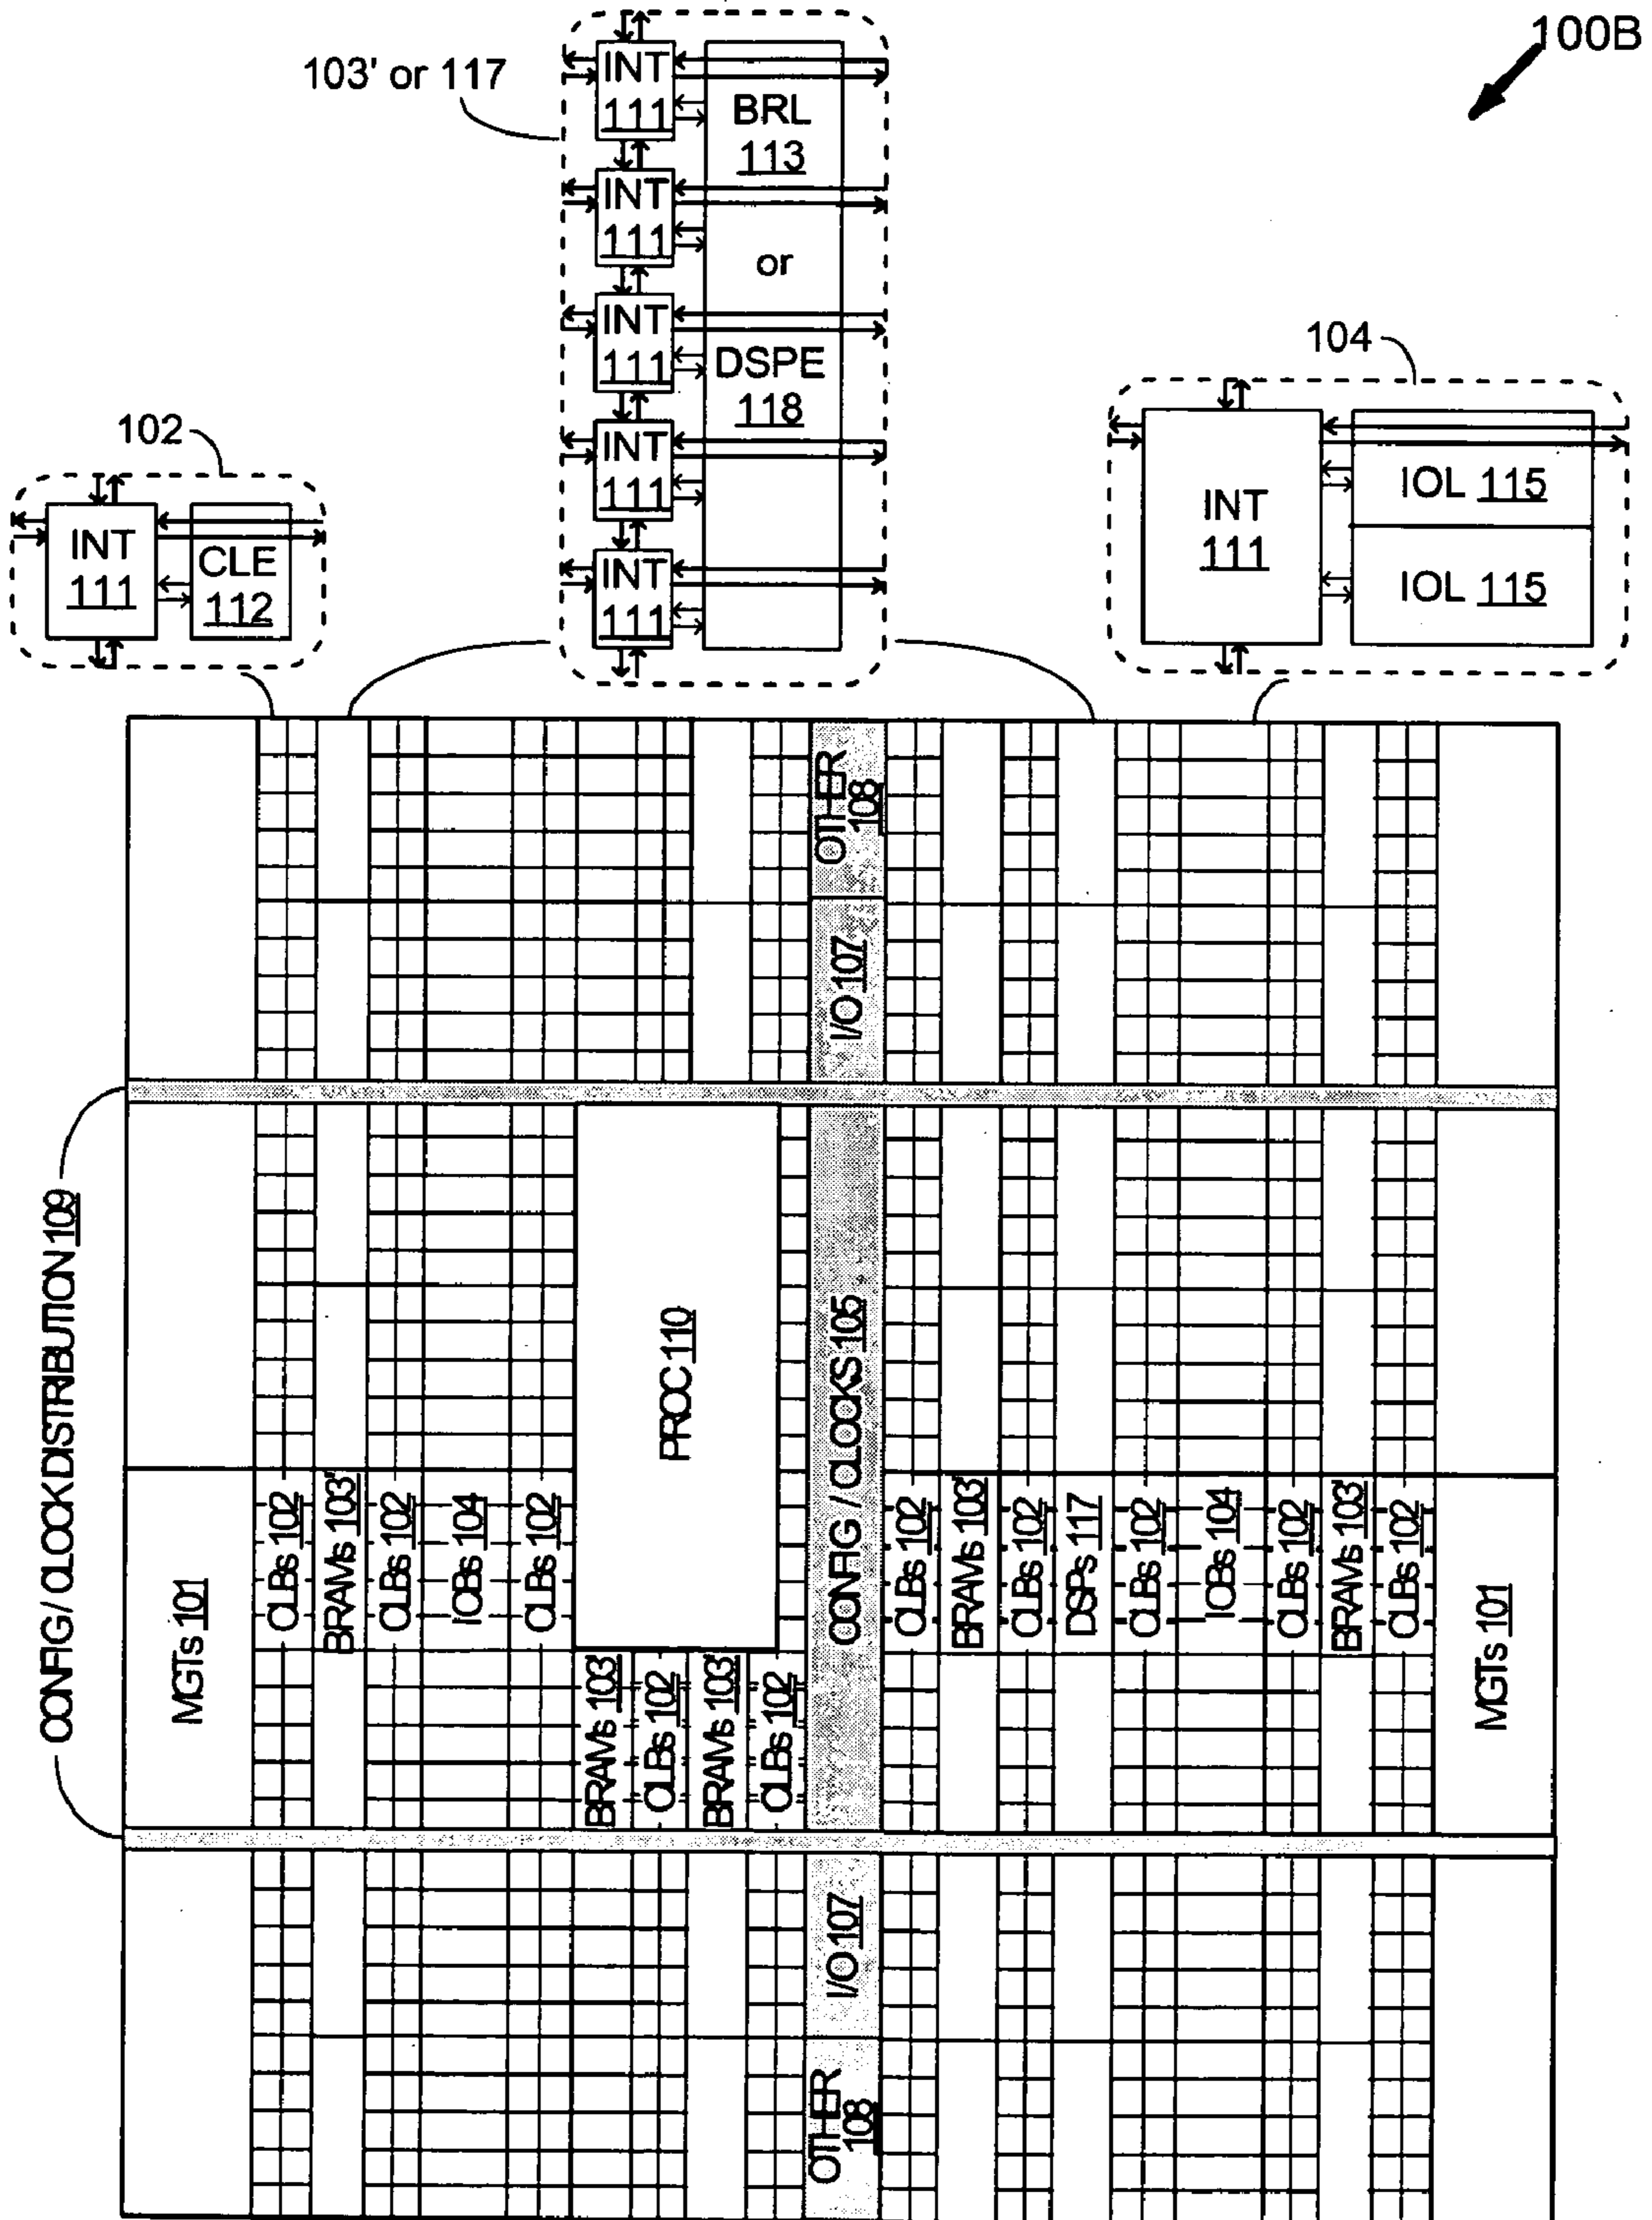 100B
103' or 117
INT
111
INT
111
INT
111
INT
111
INT
111
BRL
113
or
DSPE
118
104
INT
111
IOL 115
IOL 115
102
INT
111
CLE
112
OTHER
108
I/O 107
CONFIG / CLOCK DISTRIBUTION 109
PROC 110
CONFIG / CLOCKS 105
MGTs 101
CLBs 102
BRAMs 103'
CLBs 102
IOBs 104
CLBs 102
BRAMs 103'
CLBs 102
BRAMs 103'
CLBs 102
CLBs 102
BRAMs 103'
CLBs 102
DSPs 117
CLBs 102
IOBs 104
CLBs 102
BRAMs 103'
CLBs 102
MGTs 101
I/O 107
OTHER
108